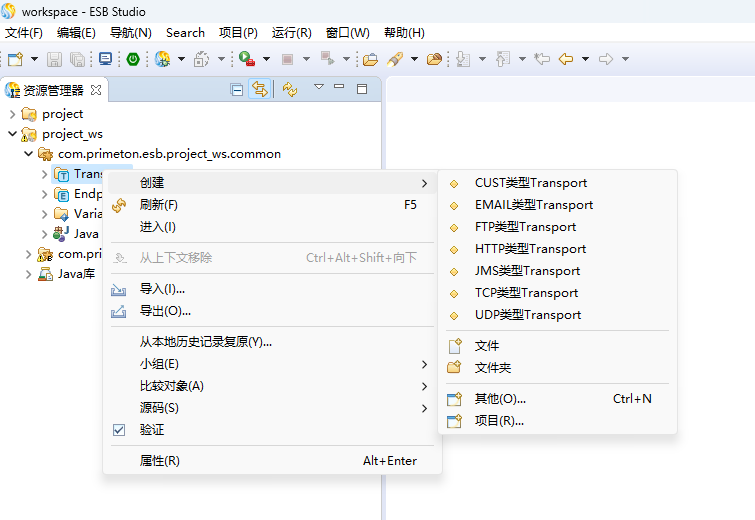 workspace - ESB Studio
文件(F) 编辑(E) 导航(N) Search 项目(P) 运行(R) 窗口(W) 帮助(H)
资源管理器
project
project_ws
com.primeton.esb.project_ws.common
Trans
Endp
Varia
Java
com.pri
Java库
创建
刷新(F) F5
进入(I)
从上下文移除 Ctrl+Alt+Shift+向下
导入(I)...
导出(O)...
从本地历史记录复原(Y)...
小组(E)
比较对象(A)
源码(S)
验证
属性(R) Alt+Enter
CUST类型Transport
EMAIL类型Transport
FTP类型Transport
HTTP类型Transport
JMS类型Transport
TCP类型Transport
UDP类型Transport
文件
文件夹
其他(O)... Ctrl+N
项目(R)...